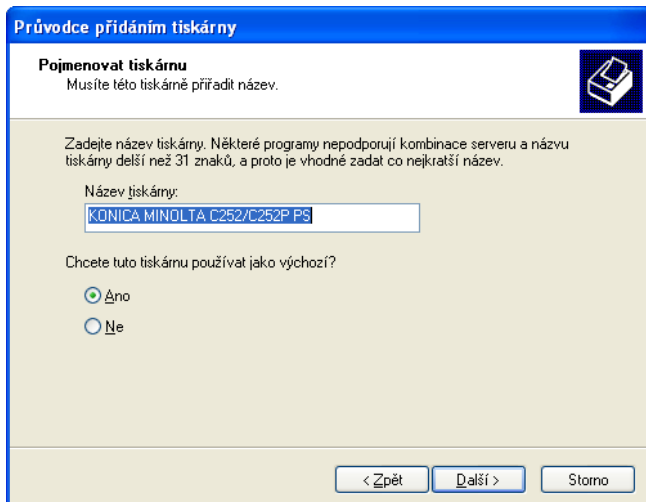 Průvodce přidáním tiskárny
Pojmenovat tiskárnu
Musíte této tiskárně přiřadit název.
Zadejte název tiskárny. Některé programy nepodporují kombinace serveru a názvu
tiskárny delší než 31 znaků, a proto je vhodné zadat co nejkratší název.
Název tiskárny:
KONICA MINOLTA C252/C252P PS
Chcete tuto tiskárnu používat jako výchozí?
Ano
Ne
< Zpět Další > Storno